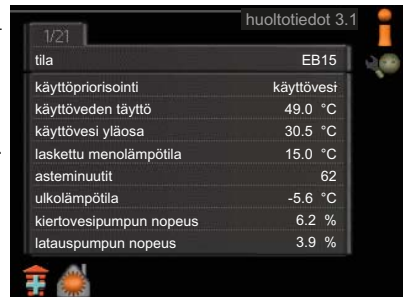 huoltotiedot 3.1
1/21
tila EB15
käyttöpriorisointi käyttövesi
käyttöveden täyttö 49.0 °C
käyttövesi yläosa 30.5 °C
laskettu menolämpötila 15.0 °C
asteminuutit 62
ulkolämpötila -5.6 °C
kiertovesipumpun nopeus 6.2 %
latauspumpun nopeus 3.9 %